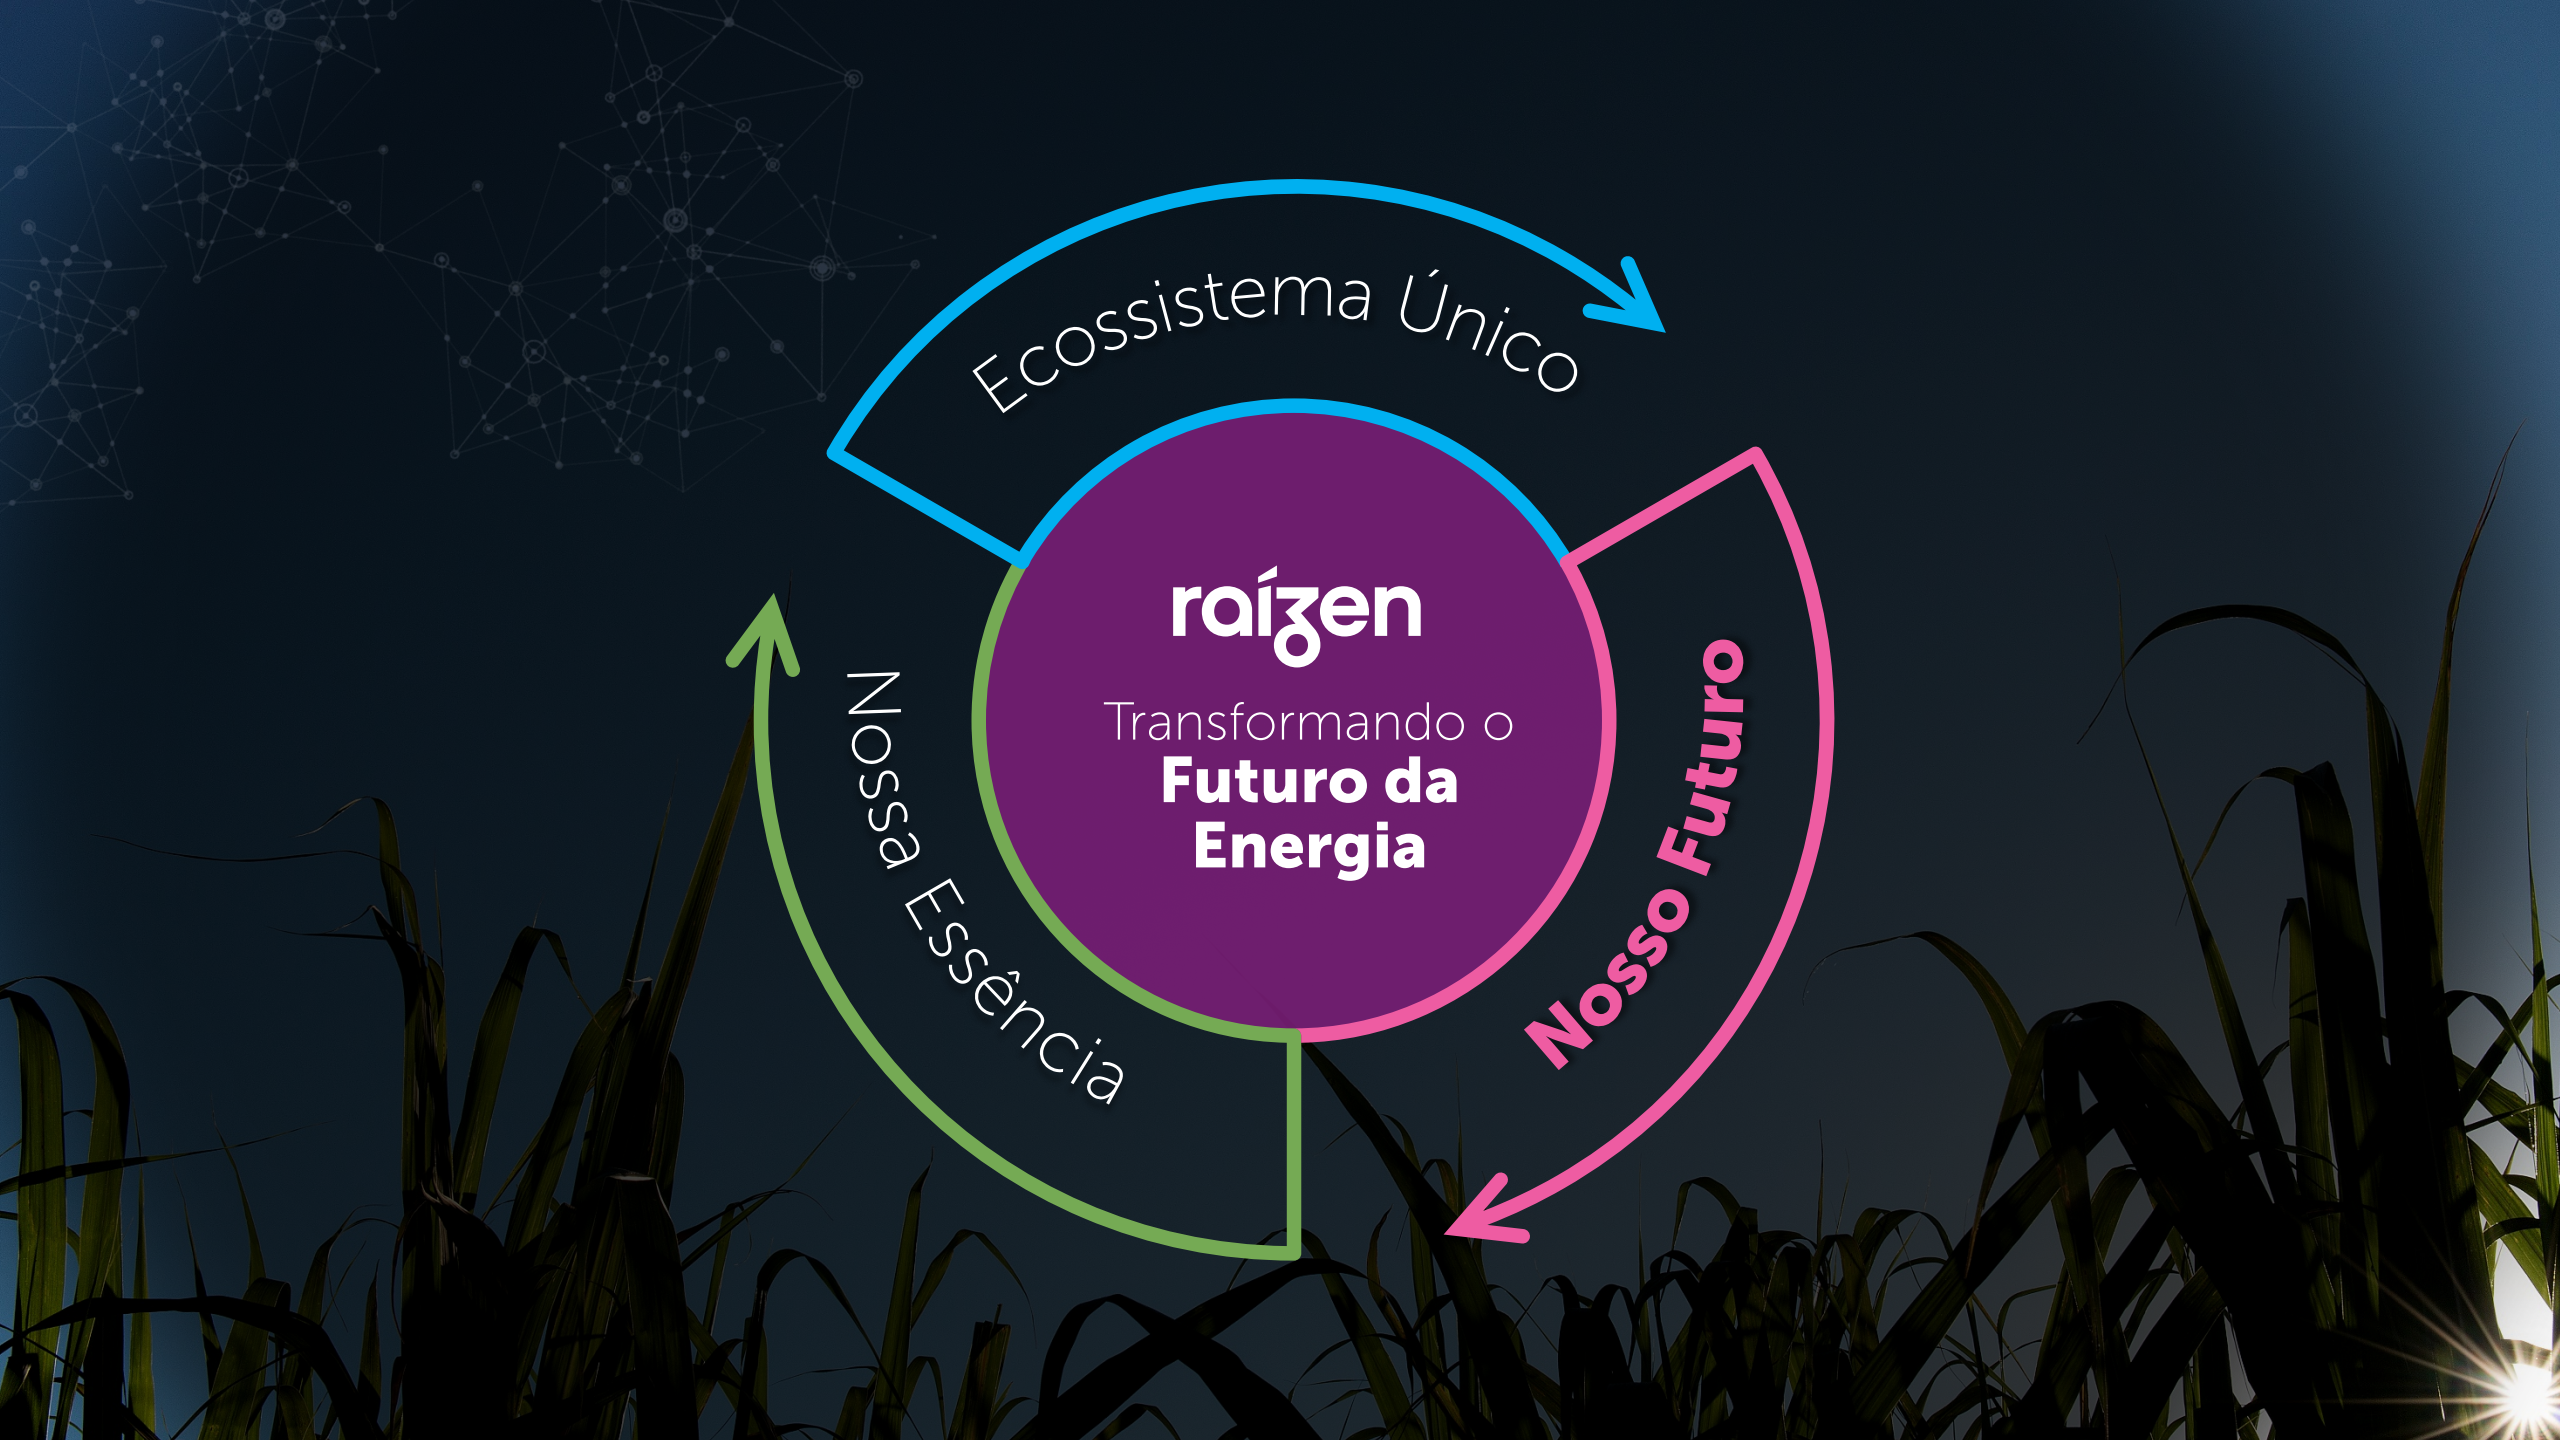 Ecossistema Único
raízen
Transformando o
Futuro da
Energia
Nosso Futuro
Nossa Essência